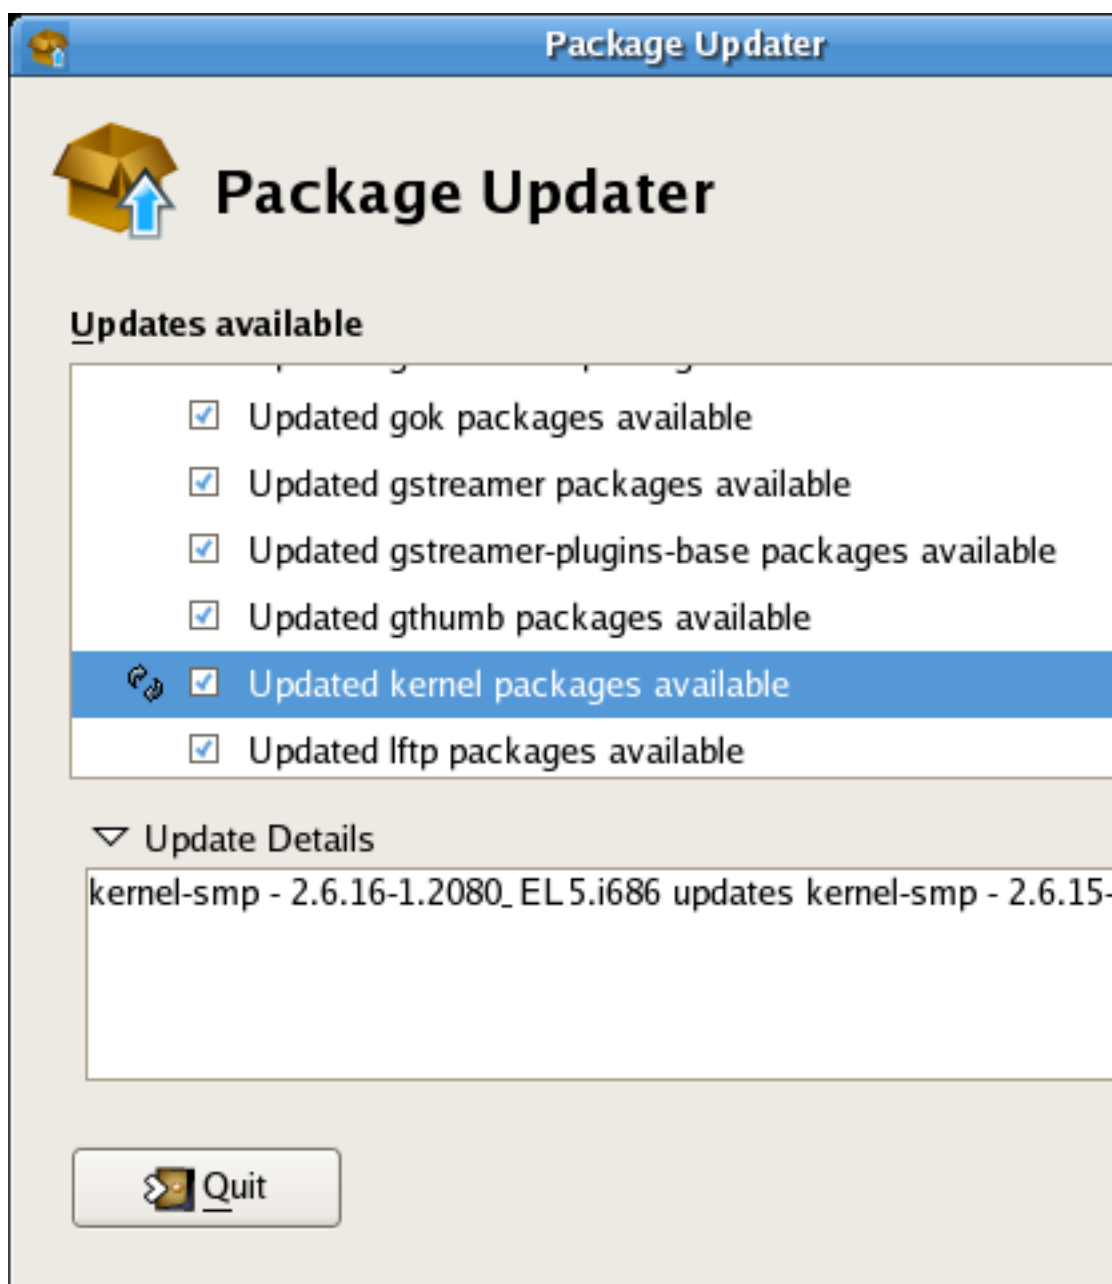 Package Updater
Package Updater
Updates available
Updated gok packages available
Updated gstreamer packages available
Updated gstreamer-plugins-base packages available
Updated gthumb packages available
Updated kernel packages available
Updated lftp packages available
Update Details
kernel-smp - 2.6.16-1.2080_EL5.i686 updates kernel-smp - 2.6.15-
Quit